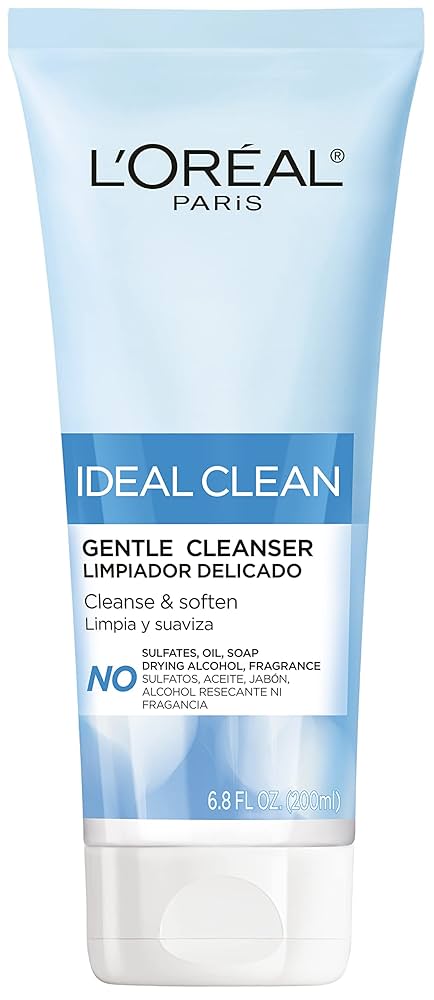 L'ORÉAL®
PARiS
IDEAL CLEAN
GENTLE CLEANSER
LIMPIADOR DELICADO
Cleanse & soften
Limpia y suaviza
NO
SULFATES, OIL, SOAP
DRYING ALCOHOL, FRAGRANCE
SULFATOS, ACEITE, JABÓN,
ALCOHOL RESECANTE NI
FRAGANCIA
6.8 FL OZ. (200ml)